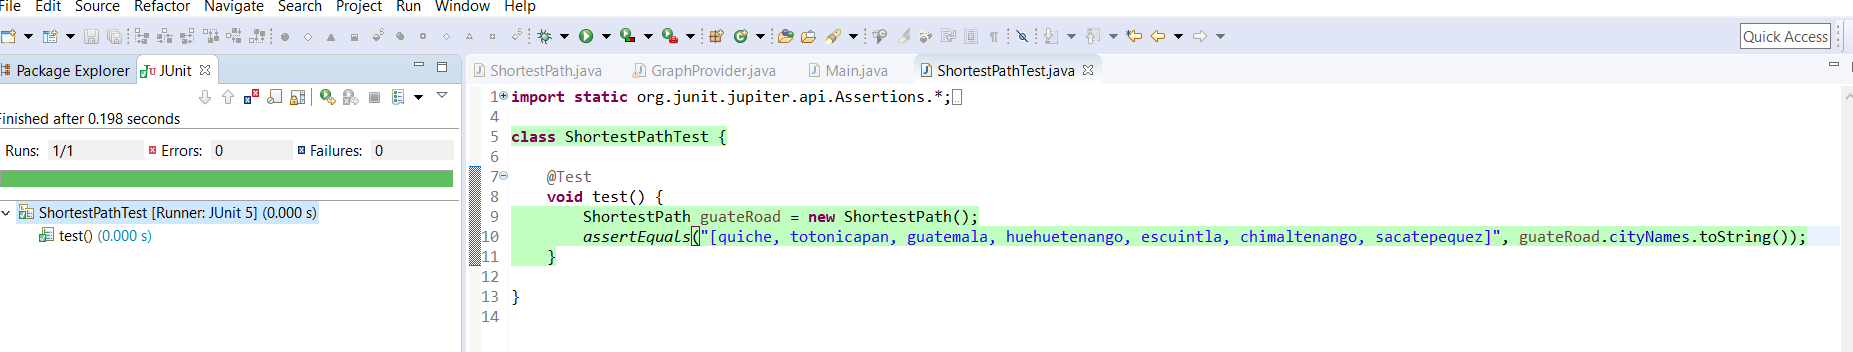 File Edit Source Refactor Navigate Search Project Run Window Help
Quick Access
Package Explorer JUnit
ShortestPath.java GraphProvider.java Main.java ShortestPathTest.java
Finished after 0.198 seconds
Runs: 1/1 Errors: 0 Failures: 0
ShortestPathTest [Runner: JUnit 5] (0.000 s)
test() (0.000 s)
1 import static org.junit.jupiter.api.Assertions.*;
4
5 class ShortestPathTest {
6
7 @Test
8 void test() {
9 ShortestPath guateRoad = new ShortestPath();
10 assertEquals("[quiche, totonicapan, guatemala, huehuetenango, escuintla, chimaltenango, sacatepequez]", guateRoad.cityNames.toString());
11 }
12
13 }
14